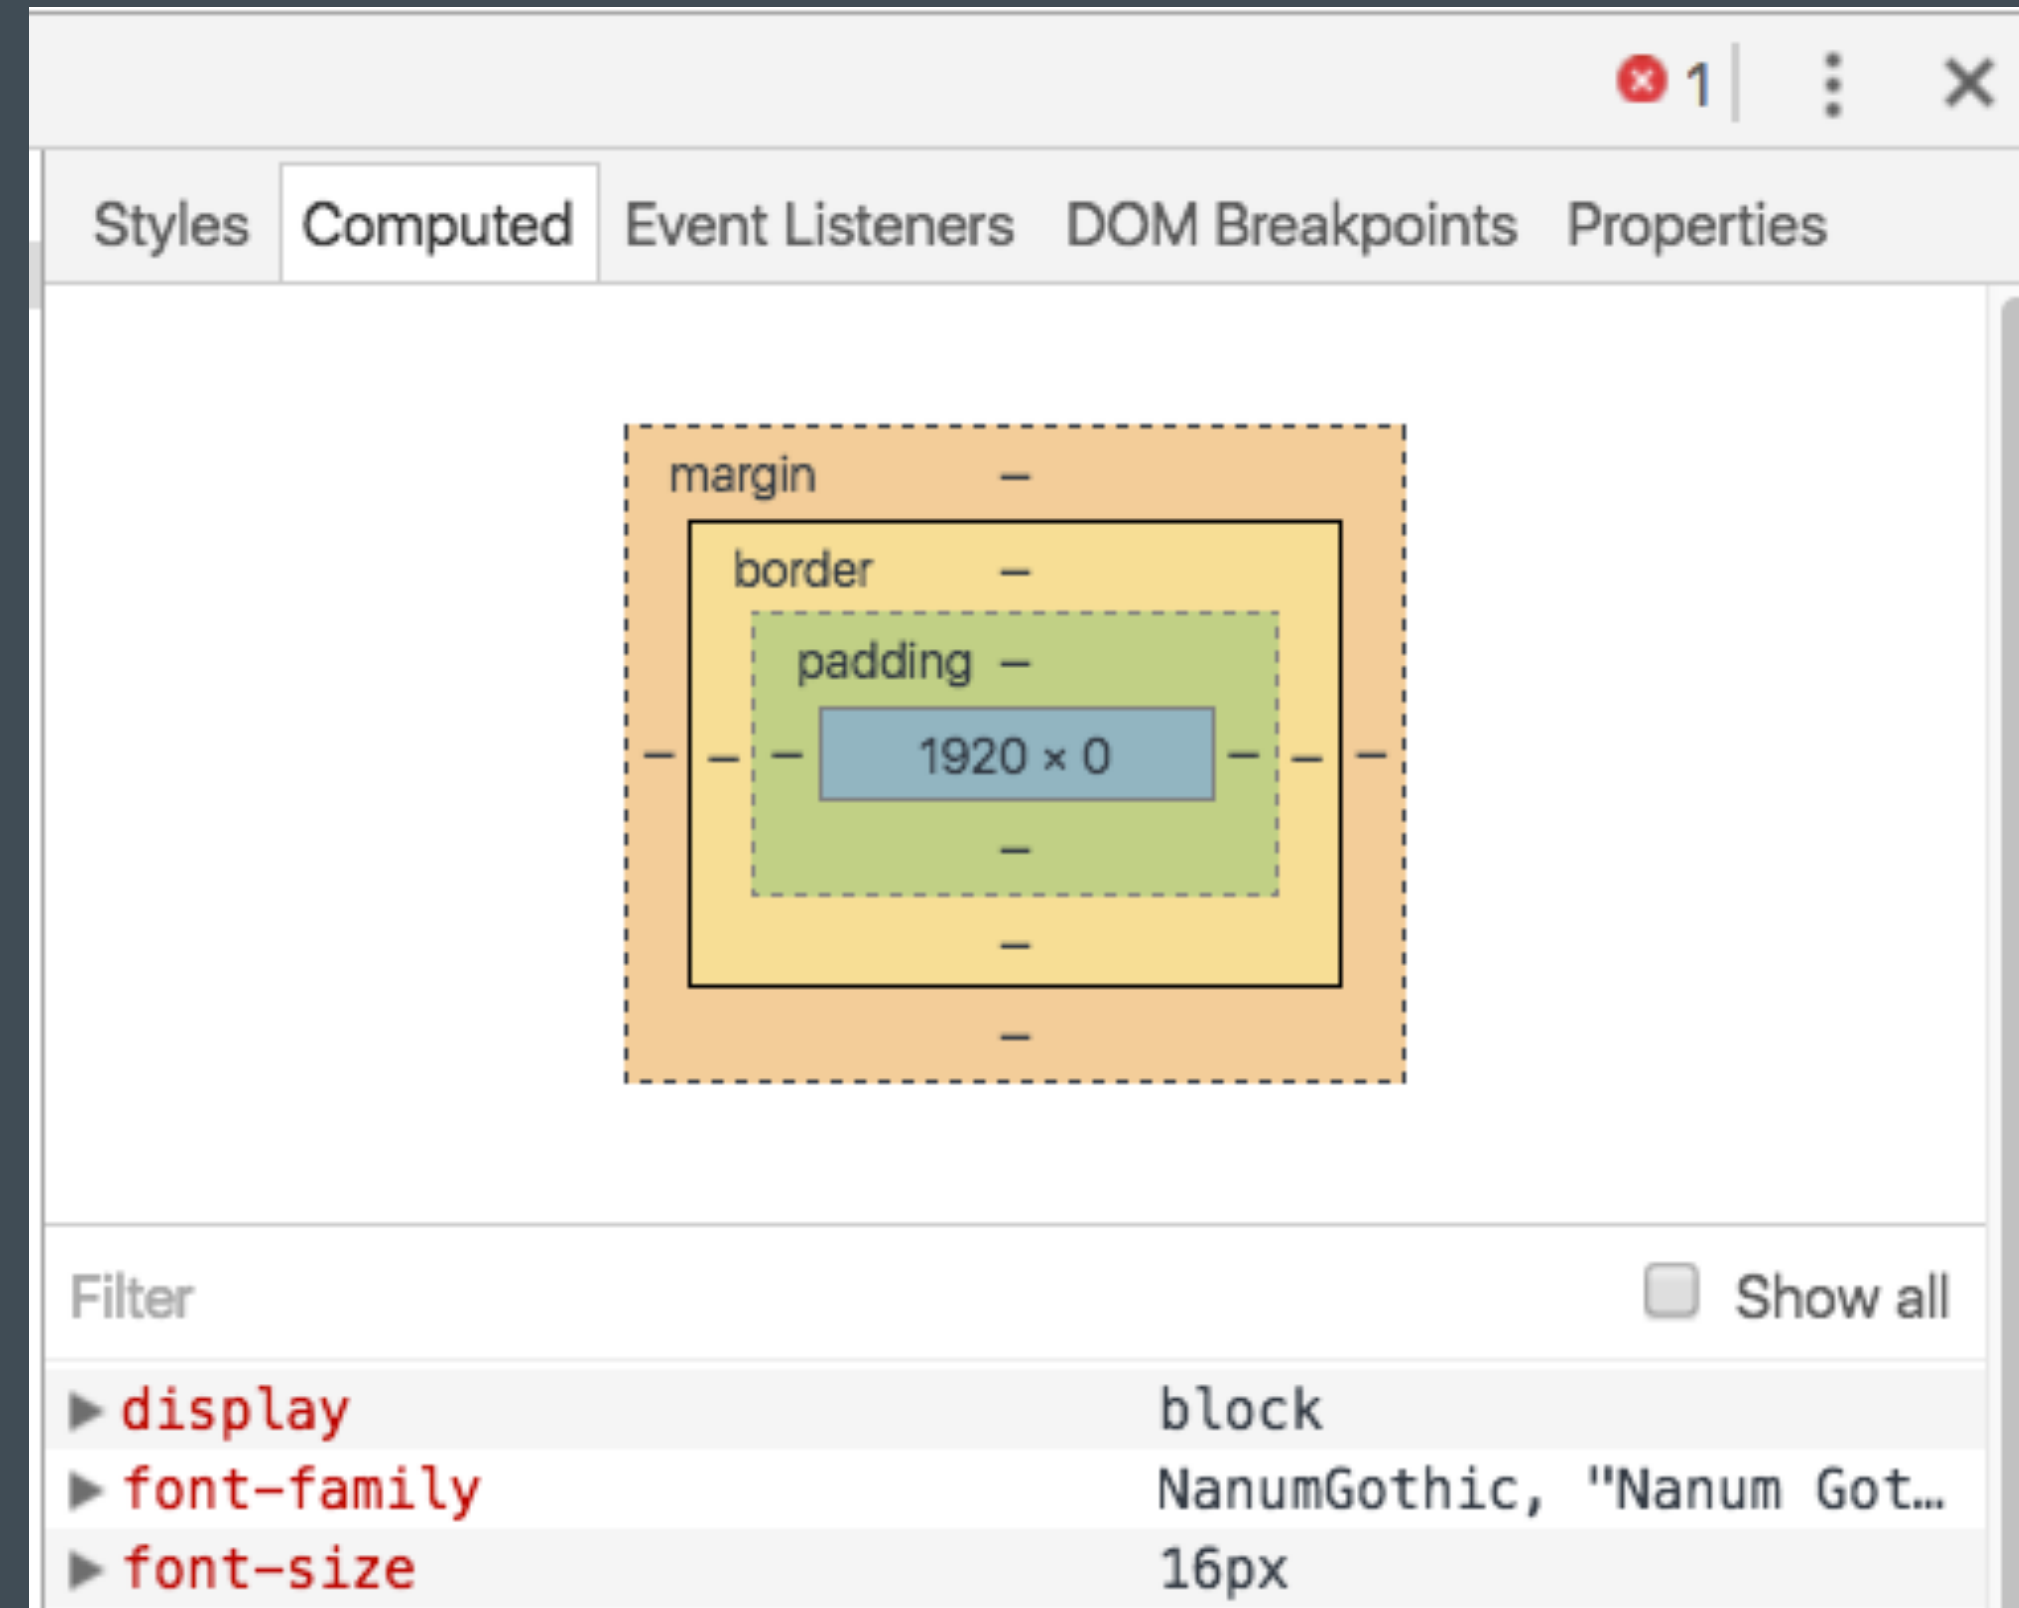 1
Styles Computed Event Listeners DOM Breakpoints Properties
margin –
border –
padding –
– – – 1920 × 0 – – –
–
–
–
Filter Show all
display block
font-family NanumGothic, "Nanum Got…
font-size 16px